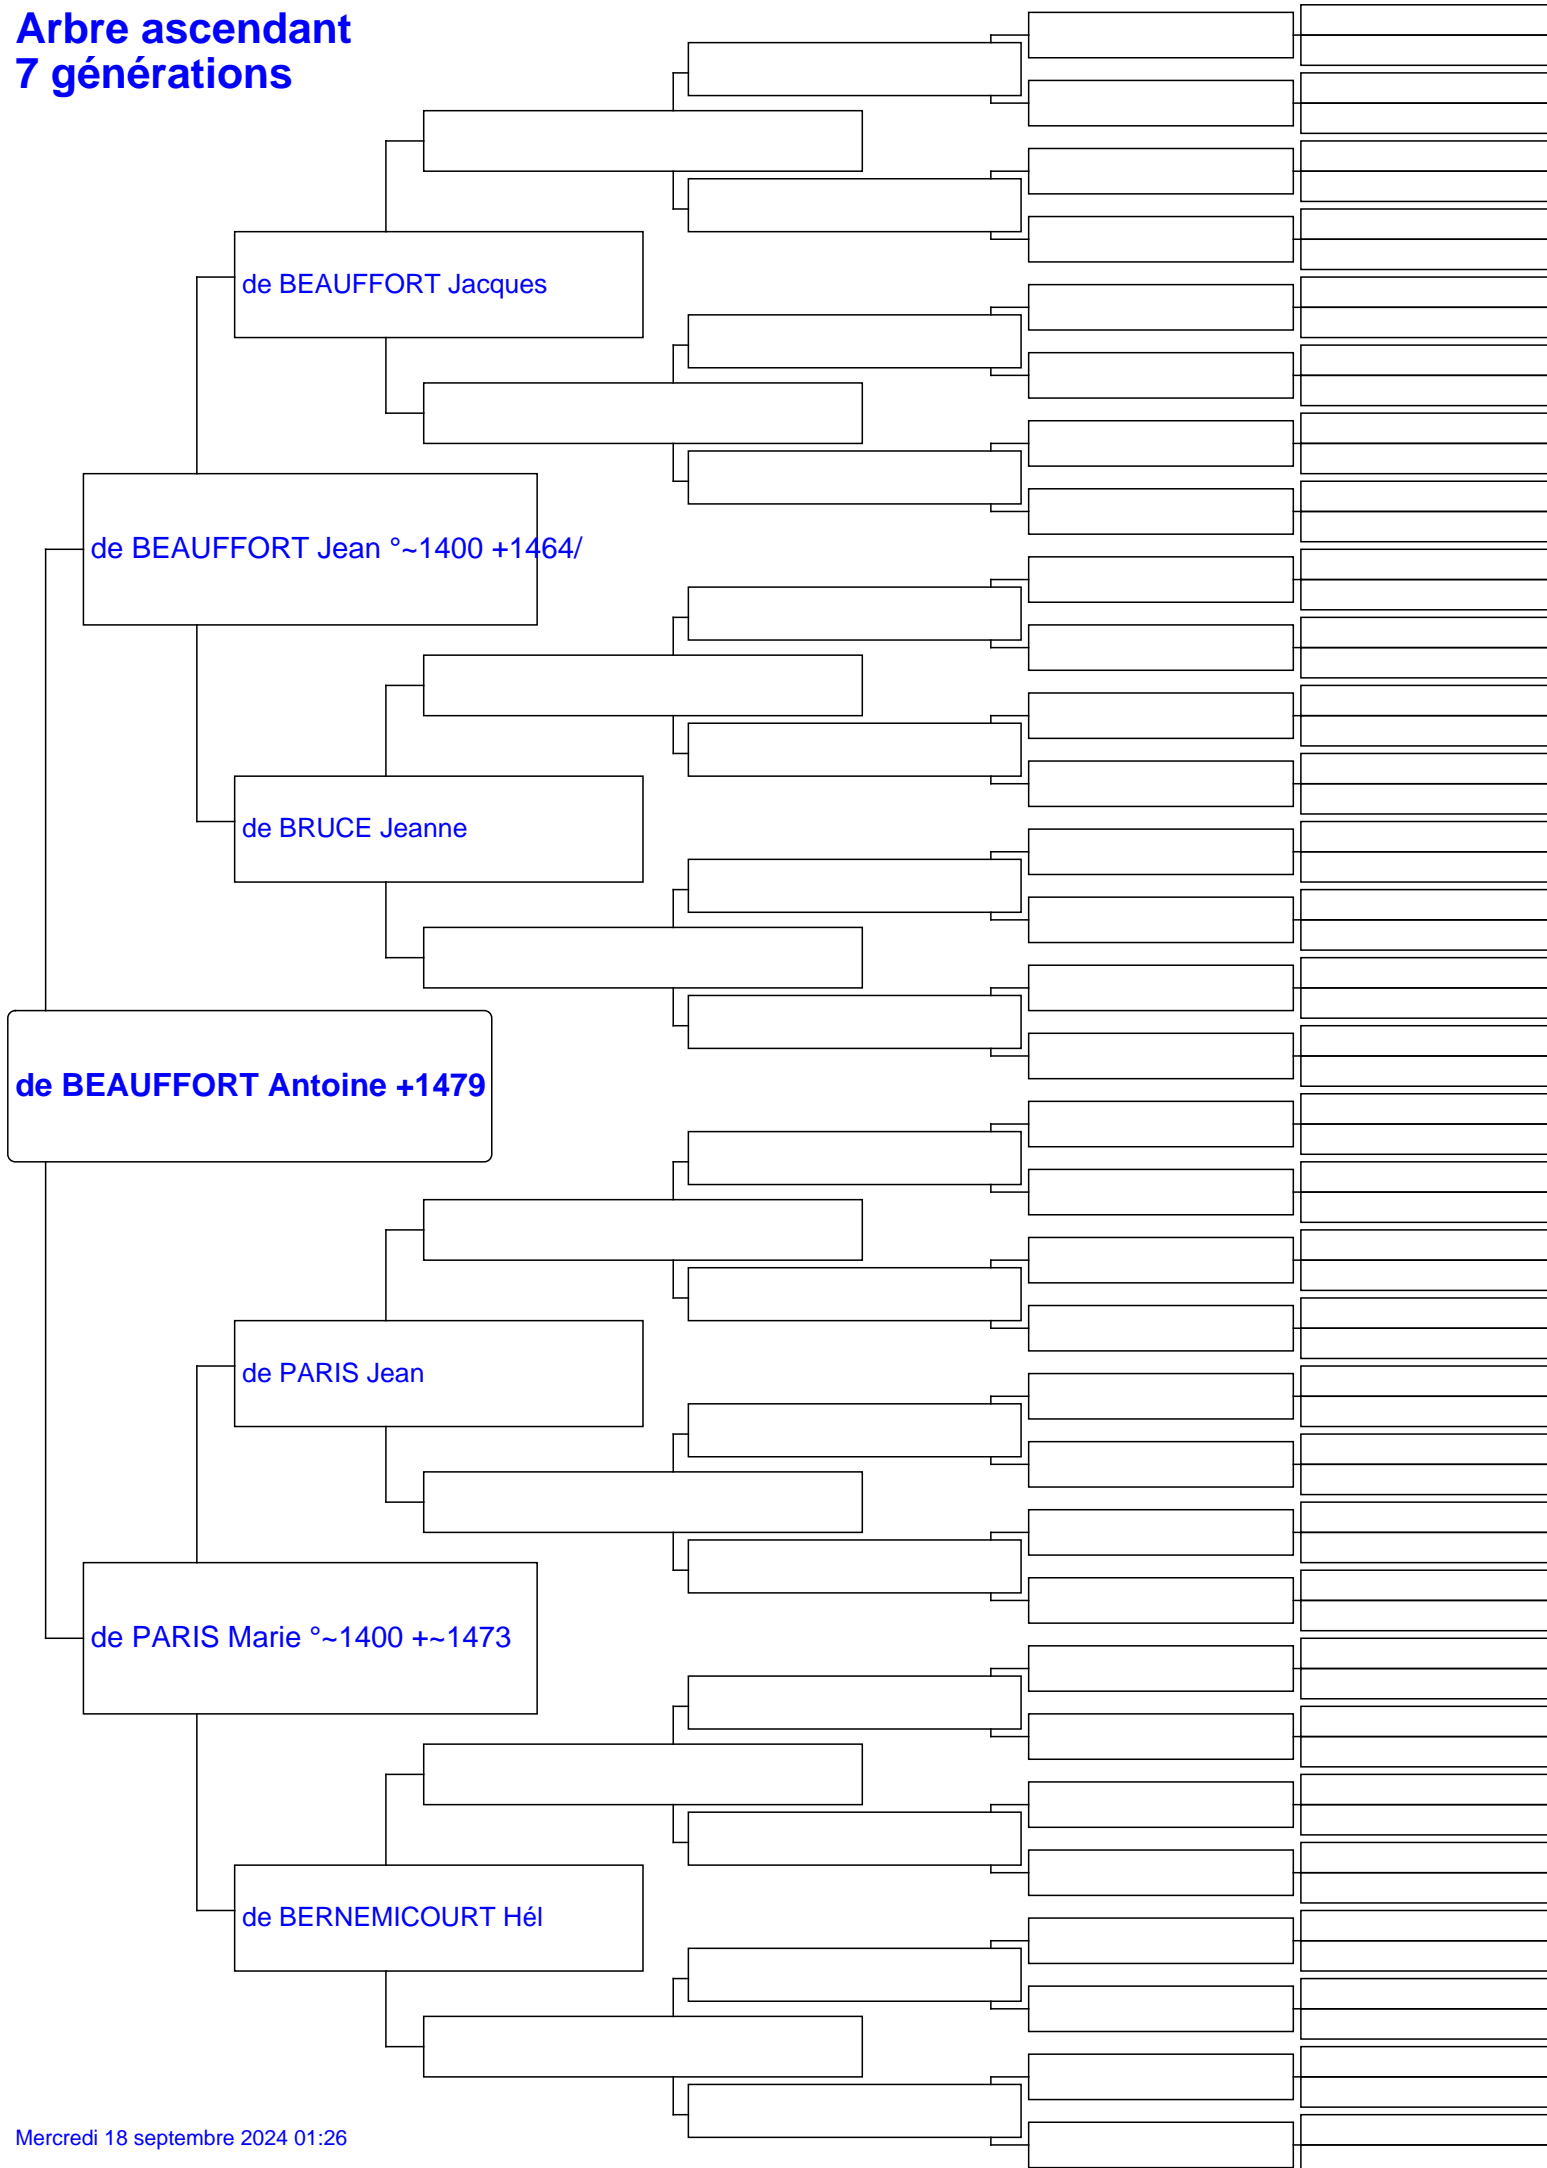 Arbre ascendant
7 générations
de BEAUFFORT Jacques
de BEAUFFORT Jean °~1400 +1464/
de BRUCE Jeanne
de BEAUFFORT Antoine +1479
de PARIS Jean
de PARIS Marie °~1400 +~1473
de BERNEMICOURT Hél
Mercredi 18 septembre 2024 01:26